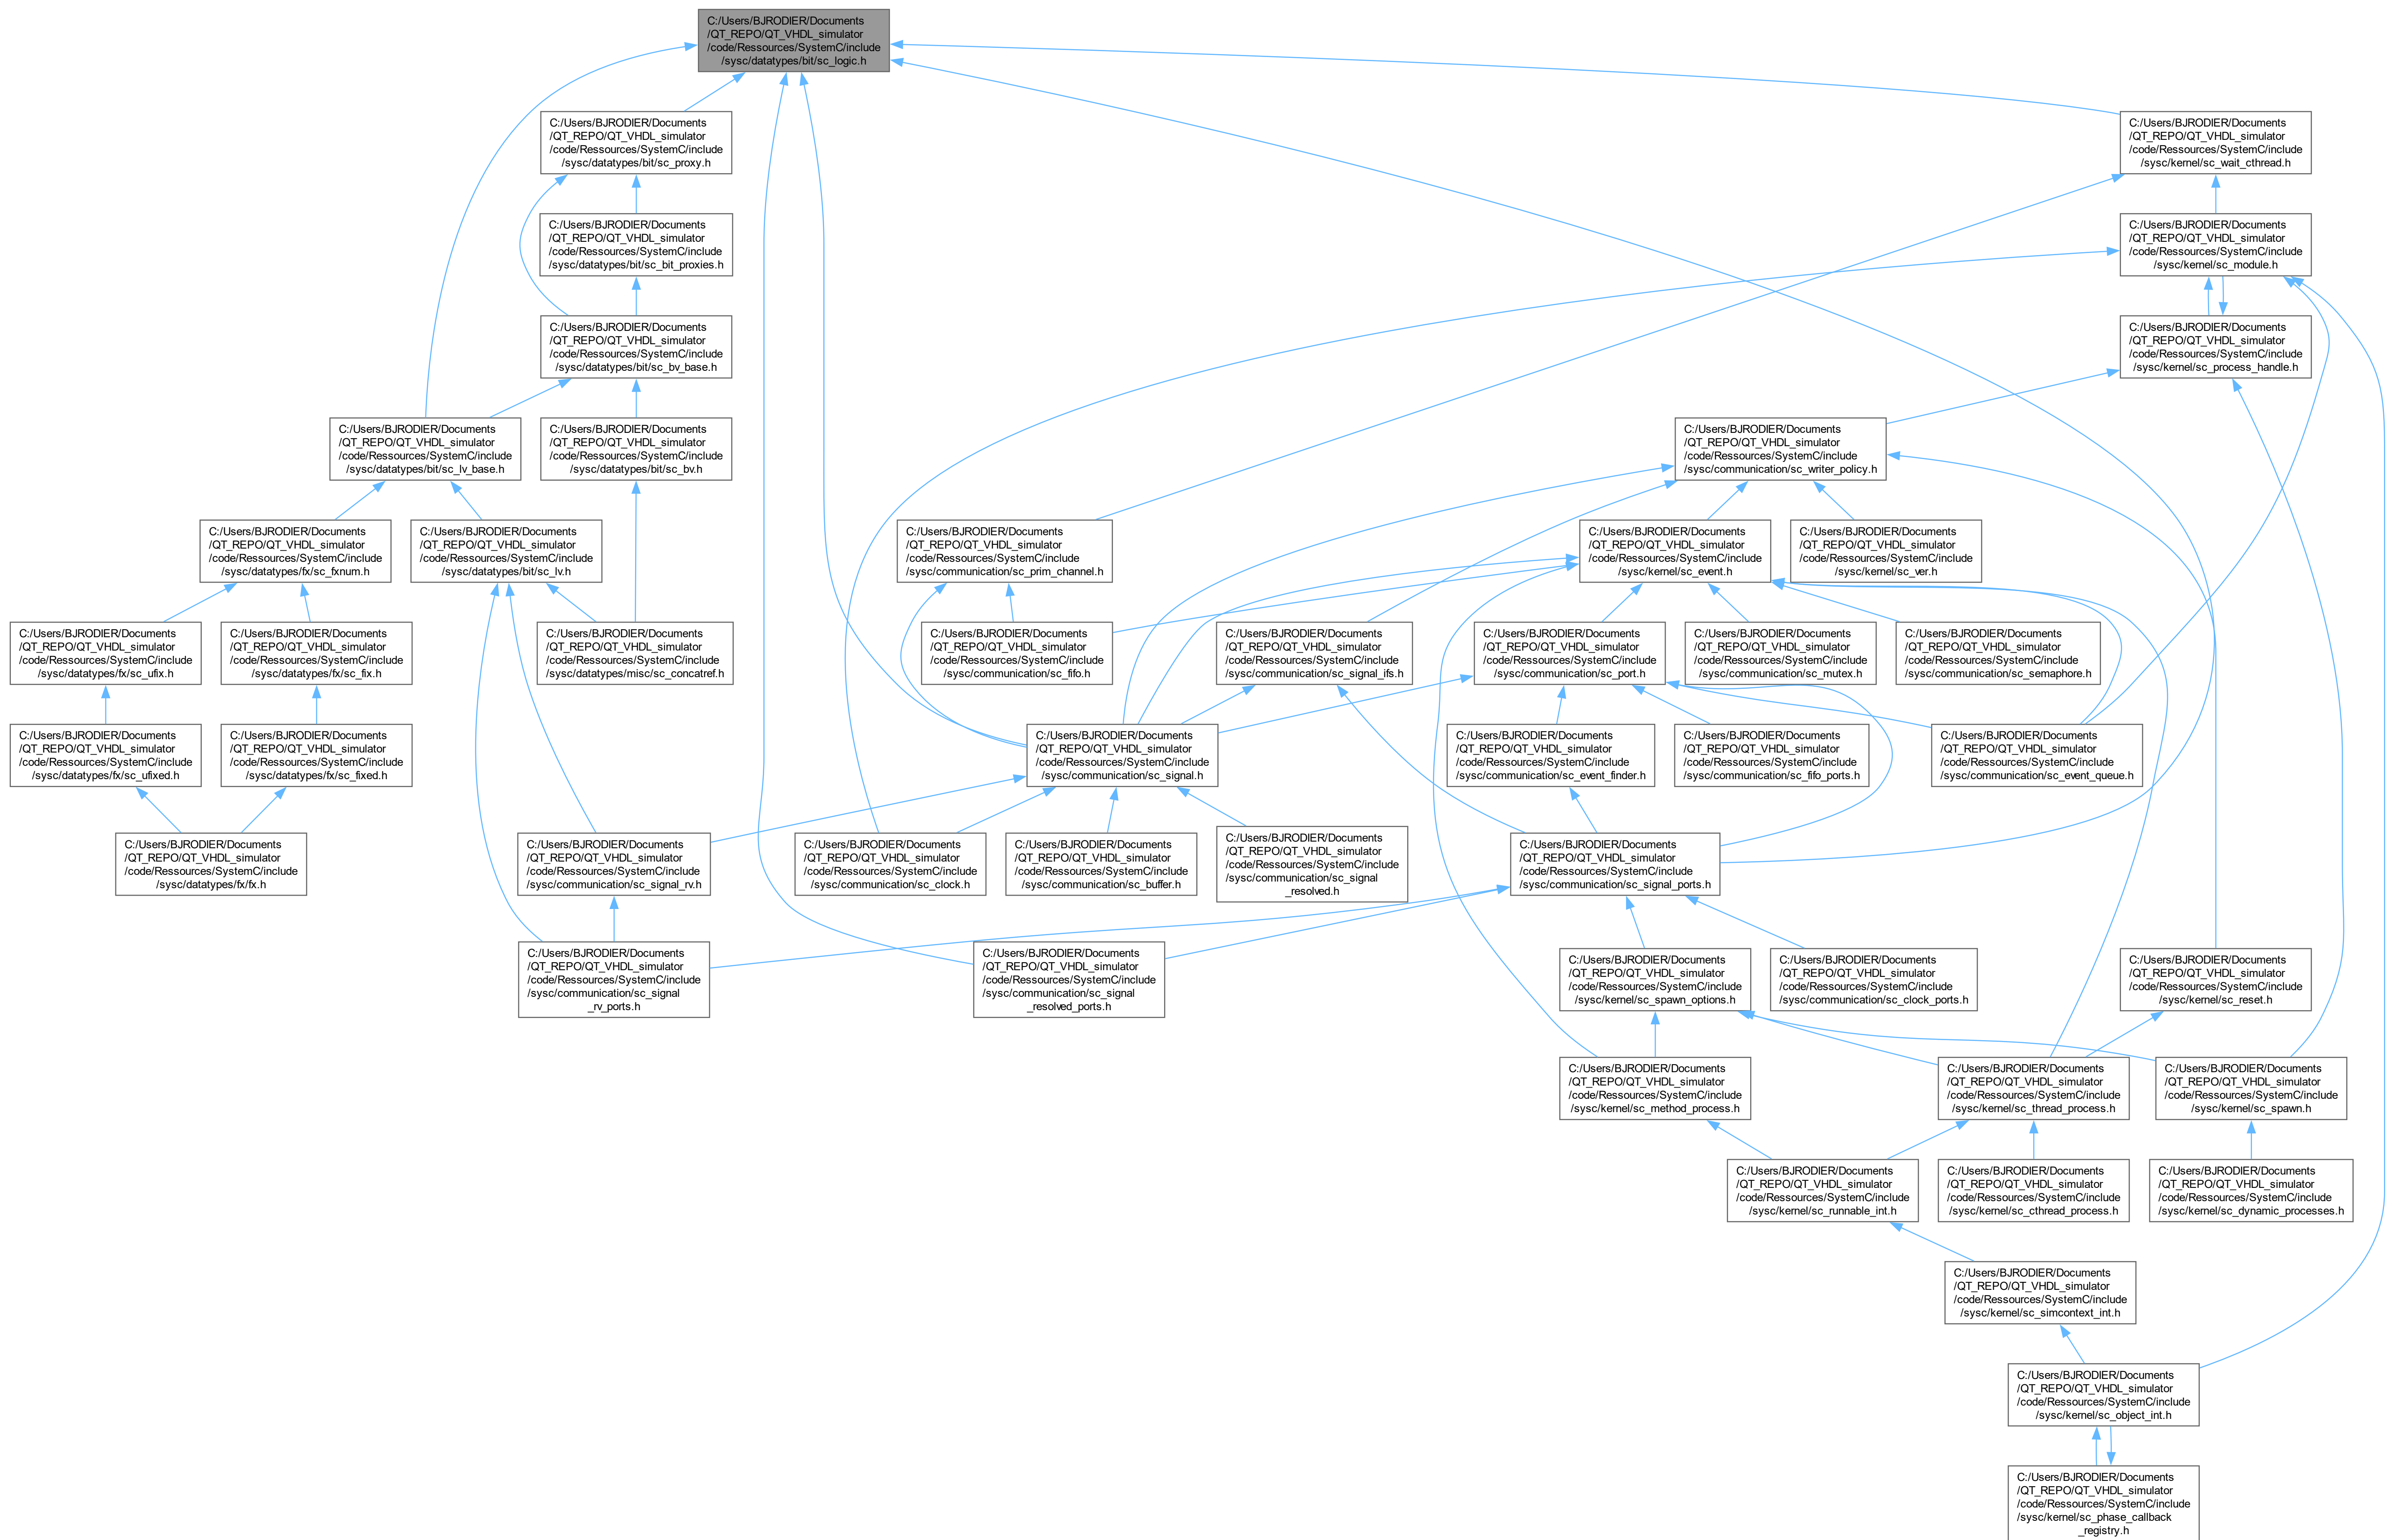 C:/Users/BJRODIER/Documents
/QT_REPO/QT_VHDL_simulator
/code/Ressources/SystemC/include
/sysc/datatypes/bit/sc_logic.h
C:/Users/BJRODIER/Documents
/QT_REPO/QT_VHDL_simulator
/code/Ressources/SystemC/include
/sysc/datatypes/bit/sc_proxy.h
C:/Users/BJRODIER/Documents
/QT_REPO/QT_VHDL_simulator
/code/Ressources/SystemC/include
/sysc/kernel/sc_wait_cthread.h
C:/Users/BJRODIER/Documents
/QT_REPO/QT_VHDL_simulator
/code/Ressources/SystemC/include
/sysc/datatypes/bit/sc_bit_proxies.h
C:/Users/BJRODIER/Documents
/QT_REPO/QT_VHDL_simulator
/code/Ressources/SystemC/include
/sysc/kernel/sc_module.h
C:/Users/BJRODIER/Documents
/QT_REPO/QT_VHDL_simulator
/code/Ressources/SystemC/include
/sysc/datatypes/bit/sc_bv_base.h
C:/Users/BJRODIER/Documents
/QT_REPO/QT_VHDL_simulator
/code/Ressources/SystemC/include
/sysc/kernel/sc_process_handle.h
C:/Users/BJRODIER/Documents
/QT_REPO/QT_VHDL_simulator
/code/Ressources/SystemC/include
/sysc/datatypes/bit/sc_lv_base.h
C:/Users/BJRODIER/Documents
/QT_REPO/QT_VHDL_simulator
/code/Ressources/SystemC/include
/sysc/datatypes/bit/sc_bv.h
C:/Users/BJRODIER/Documents
/QT_REPO/QT_VHDL_simulator
/code/Ressources/SystemC/include
/sysc/communication/sc_writer_policy.h
C:/Users/BJRODIER/Documents
/QT_REPO/QT_VHDL_simulator
/code/Ressources/SystemC/include
/sysc/datatypes/fx/sc_fxnum.h
C:/Users/BJRODIER/Documents
/QT_REPO/QT_VHDL_simulator
/code/Ressources/SystemC/include
/sysc/datatypes/bit/sc_lv.h
C:/Users/BJRODIER/Documents
/QT_REPO/QT_VHDL_simulator
/code/Ressources/SystemC/include
/sysc/communication/sc_prim_channel.h
C:/Users/BJRODIER/Documents
/QT_REPO/QT_VHDL_simulator
/code/Ressources/SystemC/include
/sysc/kernel/sc_event.h
C:/Users/BJRODIER/Documents
/QT_REPO/QT_VHDL_simulator
/code/Ressources/SystemC/include
/sysc/kernel/sc_ver.h
C:/Users/BJRODIER/Documents
/QT_REPO/QT_VHDL_simulator
/code/Ressources/SystemC/include
/sysc/datatypes/fx/sc_ufix.h
C:/Users/BJRODIER/Documents
/QT_REPO/QT_VHDL_simulator
/code/Ressources/SystemC/include
/sysc/datatypes/fx/sc_fix.h
C:/Users/BJRODIER/Documents
/QT_REPO/QT_VHDL_simulator
/code/Ressources/SystemC/include
/sysc/datatypes/misc/sc_concatref.h
C:/Users/BJRODIER/Documents
/QT_REPO/QT_VHDL_simulator
/code/Ressources/SystemC/include
/sysc/communication/sc_fifo.h
C:/Users/BJRODIER/Documents
/QT_REPO/QT_VHDL_simulator
/code/Ressources/SystemC/include
/sysc/communication/sc_signal_ifs.h
C:/Users/BJRODIER/Documents
/QT_REPO/QT_VHDL_simulator
/code/Ressources/SystemC/include
/sysc/communication/sc_port.h
C:/Users/BJRODIER/Documents
/QT_REPO/QT_VHDL_simulator
/code/Ressources/SystemC/include
/sysc/communication/sc_mutex.h
C:/Users/BJRODIER/Documents
/QT_REPO/QT_VHDL_simulator
/code/Ressources/SystemC/include
/sysc/communication/sc_semaphore.h
C:/Users/BJRODIER/Documents
/QT_REPO/QT_VHDL_simulator
/code/Ressources/SystemC/include
/sysc/datatypes/fx/sc_ufixed.h
C:/Users/BJRODIER/Documents
/QT_REPO/QT_VHDL_simulator
/code/Ressources/SystemC/include
/sysc/datatypes/fx/sc_fixed.h
C:/Users/BJRODIER/Documents
/QT_REPO/QT_VHDL_simulator
/code/Ressources/SystemC/include
/sysc/communication/sc_signal.h
C:/Users/BJRODIER/Documents
/QT_REPO/QT_VHDL_simulator
/code/Ressources/SystemC/include
/sysc/communication/sc_event_finder.h
C:/Users/BJRODIER/Documents
/QT_REPO/QT_VHDL_simulator
/code/Ressources/SystemC/include
/sysc/communication/sc_fifo_ports.h
C:/Users/BJRODIER/Documents
/QT_REPO/QT_VHDL_simulator
/code/Ressources/SystemC/include
/sysc/communication/sc_event_queue.h
C:/Users/BJRODIER/Documents
/QT_REPO/QT_VHDL_simulator
/code/Ressources/SystemC/include
/sysc/datatypes/fx/fx.h
C:/Users/BJRODIER/Documents
/QT_REPO/QT_VHDL_simulator
/code/Ressources/SystemC/include
/sysc/communication/sc_signal_rv.h
C:/Users/BJRODIER/Documents
/QT_REPO/QT_VHDL_simulator
/code/Ressources/SystemC/include
/sysc/communication/sc_clock.h
C:/Users/BJRODIER/Documents
/QT_REPO/QT_VHDL_simulator
/code/Ressources/SystemC/include
/sysc/communication/sc_buffer.h
C:/Users/BJRODIER/Documents
/QT_REPO/QT_VHDL_simulator
/code/Ressources/SystemC/include
/sysc/communication/sc_signal
_resolved.h
C:/Users/BJRODIER/Documents
/QT_REPO/QT_VHDL_simulator
/code/Ressources/SystemC/include
/sysc/communication/sc_signal_ports.h
C:/Users/BJRODIER/Documents
/QT_REPO/QT_VHDL_simulator
/code/Ressources/SystemC/include
/sysc/communication/sc_signal
_rv_ports.h
C:/Users/BJRODIER/Documents
/QT_REPO/QT_VHDL_simulator
/code/Ressources/SystemC/include
/sysc/communication/sc_signal
_resolved_ports.h
C:/Users/BJRODIER/Documents
/QT_REPO/QT_VHDL_simulator
/code/Ressources/SystemC/include
/sysc/kernel/sc_spawn_options.h
C:/Users/BJRODIER/Documents
/QT_REPO/QT_VHDL_simulator
/code/Ressources/SystemC/include
/sysc/communication/sc_clock_ports.h
C:/Users/BJRODIER/Documents
/QT_REPO/QT_VHDL_simulator
/code/Ressources/SystemC/include
/sysc/kernel/sc_reset.h
C:/Users/BJRODIER/Documents
/QT_REPO/QT_VHDL_simulator
/code/Ressources/SystemC/include
/sysc/kernel/sc_method_process.h
C:/Users/BJRODIER/Documents
/QT_REPO/QT_VHDL_simulator
/code/Ressources/SystemC/include
/sysc/kernel/sc_thread_process.h
C:/Users/BJRODIER/Documents
/QT_REPO/QT_VHDL_simulator
/code/Ressources/SystemC/include
/sysc/kernel/sc_spawn.h
C:/Users/BJRODIER/Documents
/QT_REPO/QT_VHDL_simulator
/code/Ressources/SystemC/include
/sysc/kernel/sc_runnable_int.h
C:/Users/BJRODIER/Documents
/QT_REPO/QT_VHDL_simulator
/code/Ressources/SystemC/include
/sysc/kernel/sc_cthread_process.h
C:/Users/BJRODIER/Documents
/QT_REPO/QT_VHDL_simulator
/code/Ressources/SystemC/include
/sysc/kernel/sc_dynamic_processes.h
C:/Users/BJRODIER/Documents
/QT_REPO/QT_VHDL_simulator
/code/Ressources/SystemC/include
/sysc/kernel/sc_simcontext_int.h
C:/Users/BJRODIER/Documents
/QT_REPO/QT_VHDL_simulator
/code/Ressources/SystemC/include
/sysc/kernel/sc_object_int.h
C:/Users/BJRODIER/Documents
/QT_REPO/QT_VHDL_simulator
/code/Ressources/SystemC/include
/sysc/kernel/sc_phase_callback
_registry.h